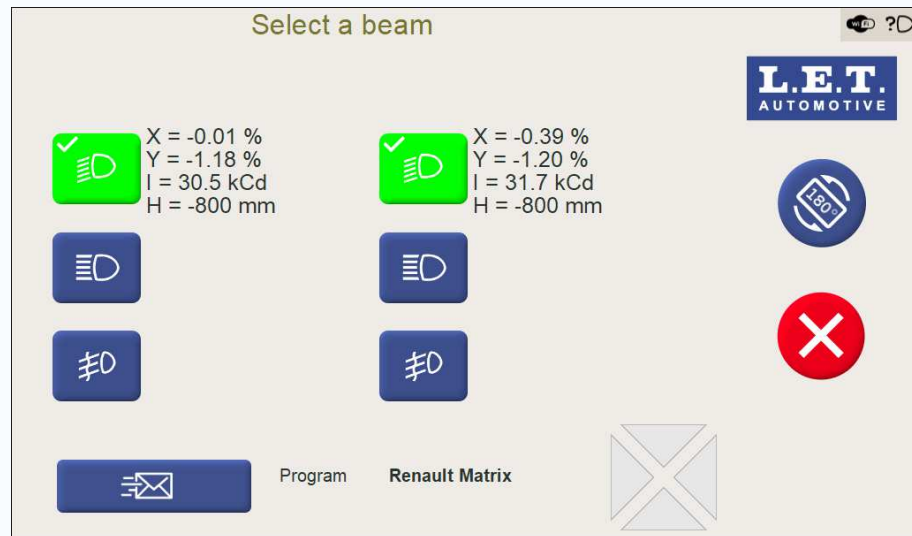 Select a beam
WiFi
?
L.E.T.
AUTOMOTIVE
X = -0.01 %
Y = -1.18 %
I = 30.5 kCd
H = -800 mm
X = -0.39 %
Y = -1.20 %
I = 31.7 kCd
H = -800 mm
180°
Program Renault Matrix